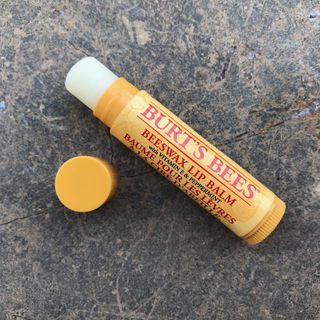 BURT'S BEES
BEESWAX LIP BALM
with VITAMIN E & PEPPERMINT
BAUME POUR LES LÈVRES